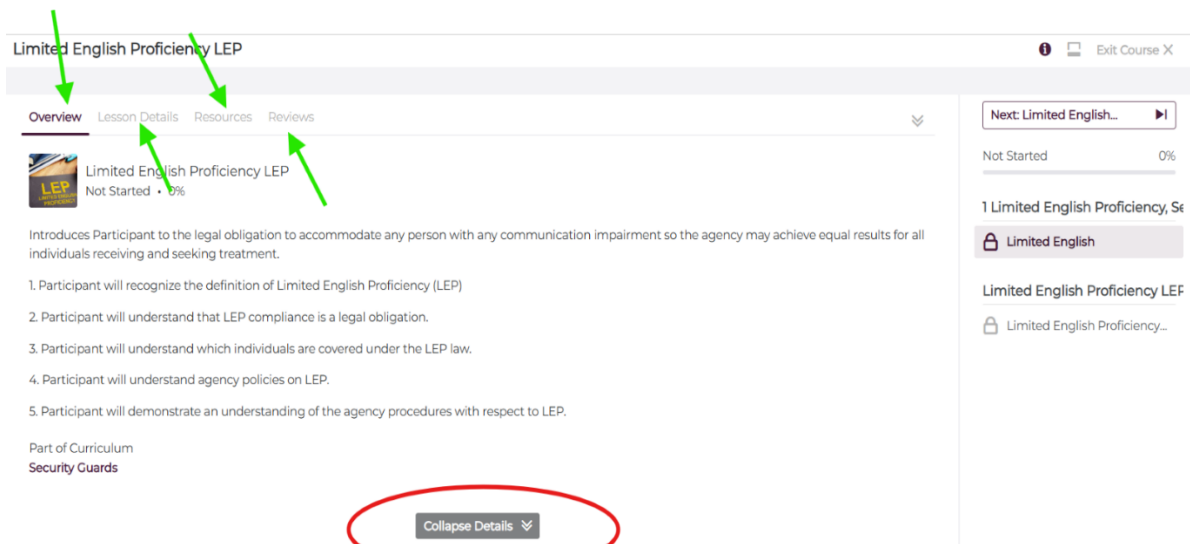 Limited English Proficiency LEP
Exit Course X
Overview Lesson Details Resources Reviews
LEP
LIMITED ENGLISH
PROFICIENCY
Limited English Proficiency LEP
Not Started • 0%
Introduces Participant to the legal obligation to accommodate any person with any communication impairment so the agency may achieve equal results for all
individuals receiving and seeking treatment.
1. Participant will recognize the definition of Limited English Proficiency (LEP)
2. Participant will understand that LEP compliance is a legal obligation.
3. Participant will understand which individuals are covered under the LEP law.
4. Participant will understand agency policies on LEP.
5. Participant will demonstrate an understanding of the agency procedures with respect to LEP.
Part of Curriculum
Security Guards
Collapse Details
Next: Limited English...
Not Started 0%
1 Limited English Proficiency, Se
Limited English
Limited English Proficiency LEP
Limited English Proficiency...